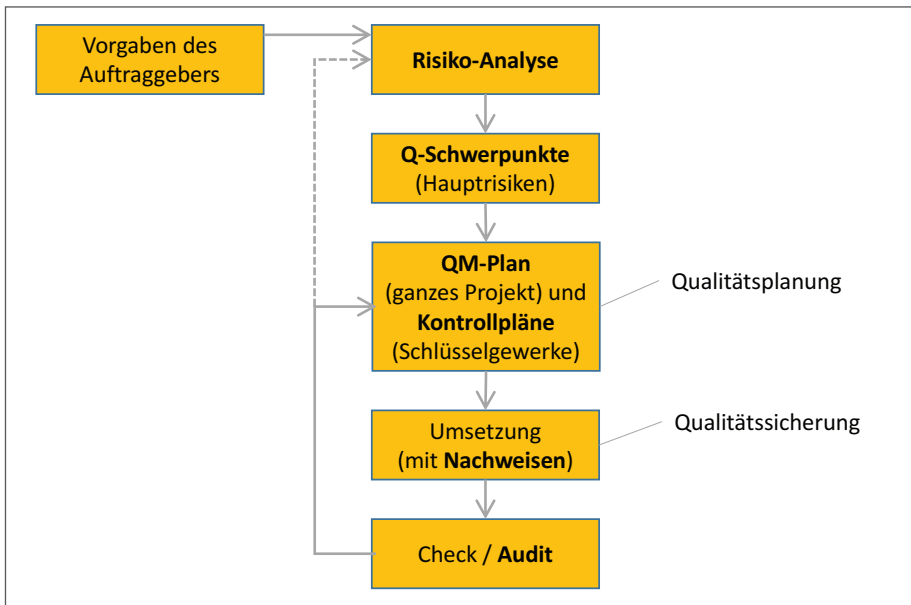 Vorgaben des
Auftraggebers
Risiko-Analyse
Q-Schwerpunkte
(Hauptrisiken)
QM-Plan
(ganzes Projekt) und
Kontrollpläne
(Schlüsselgewerke)
Qualitätsplanung
Umsetzung
(mit Nachweisen)
Qualitätssicherung
Check / Audit